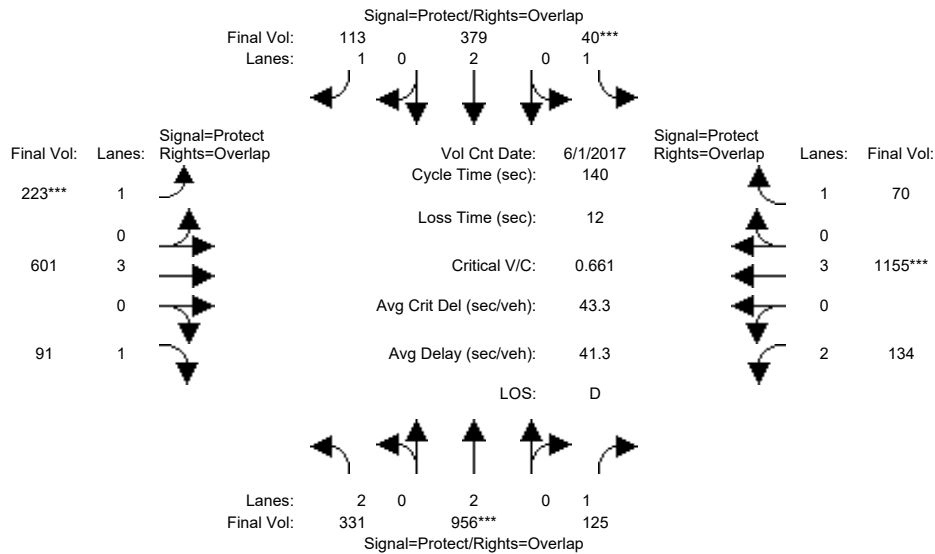 Signal=Protect/Rights=Overlap
Final Vol: 113 379 40***
Lanes: 1 0 2 0 1
Signal=Protect Signal=Protect
Final Vol: Lanes: Rights=Overlap Vol Cnt Date: 6/1/2017 Rights=Overlap Lanes: Final Vol:
Cycle Time (sec): 140
223*** 1 1 70
Loss Time (sec): 12
0 0
601 3 Critical V/C: 0.661 3 1155***
0 Avg Crit Del (sec/veh): 43.3 0
91 1 Avg Delay (sec/veh): 41.3 2 134
LOS: D
Lanes: 2 0 2 0 1
Final Vol: 331 956*** 125
Signal=Protect/Rights=Overlap